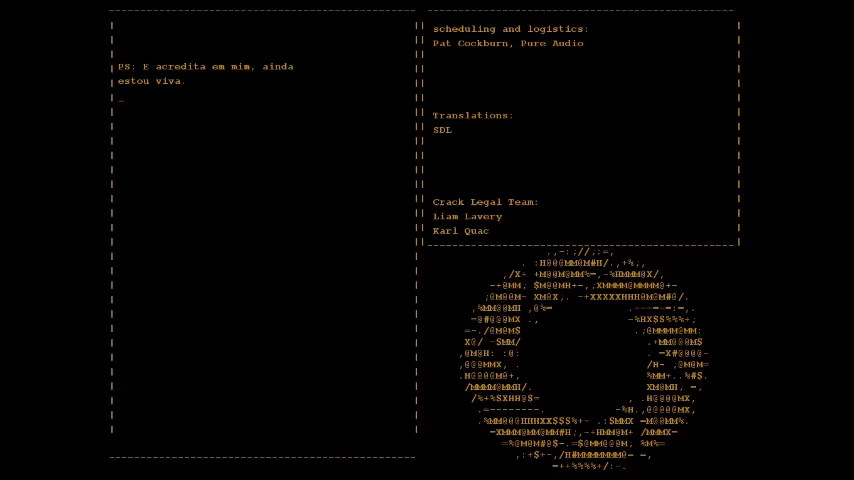 PS: E acredita em mim, ainda
estou viva.
_
scheduling and logistics:
Pat Cockburn, Pure Audio
Translations:
SDL
Crack Legal Team:
Liam Lavery
Karl Quac